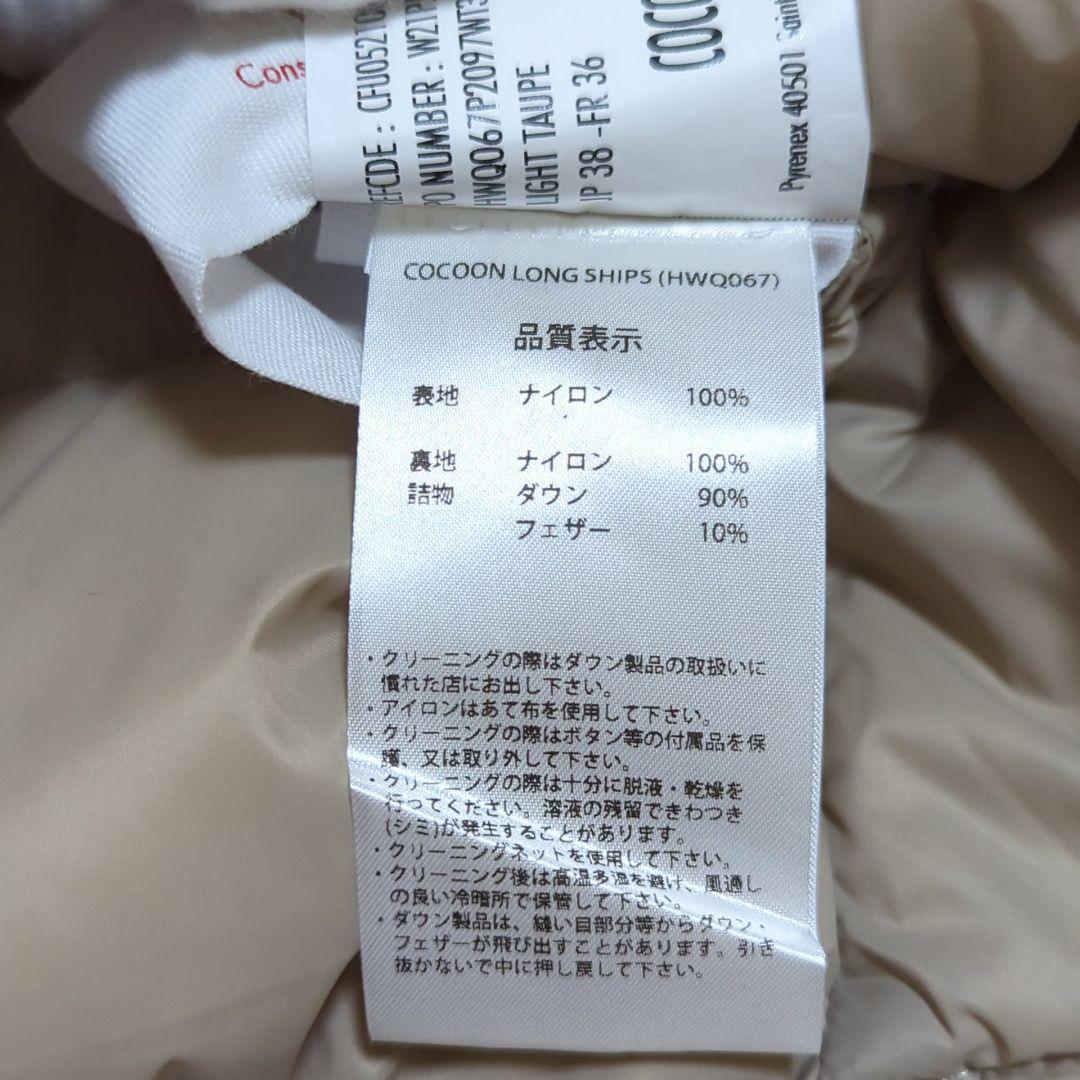 Cons
EFCDE : CFU0521
PO NUMBER : W21P
HWQ067P2097WT3
LIGHT TAUPE
JP 38 -FR 36
COCO
Pyrenex 40501 Saint
COCOON LONG SHIPS (HWQ067)
品質表示
表地 ナイロン 100%
裏地 ナイロン 100%
詰物 ダウン 90%
フェザー 10%
・クリーニングの際はダウン製品の取扱いに
慣れた店にお出し下さい。
・アイロンはあて布を使用して下さい。
・クリーニングの際はボタン等の付属品を保
護、又は取り外して下さい。
・クリーニングの際は十分に脱液・乾燥を
行ってください。溶液の残留できわつき
(シミ)が発生することがあります。
・クリーニングネットを使用して下さい。
・クリーニング後は高温多湿を避け、風通し
の良い冷暗所で保管して下さい。
・ダウン製品は、縫い目部分等からダウン・
フェザーが飛び出すことがあります。引き
抜かないで中に押し戻して下さい。